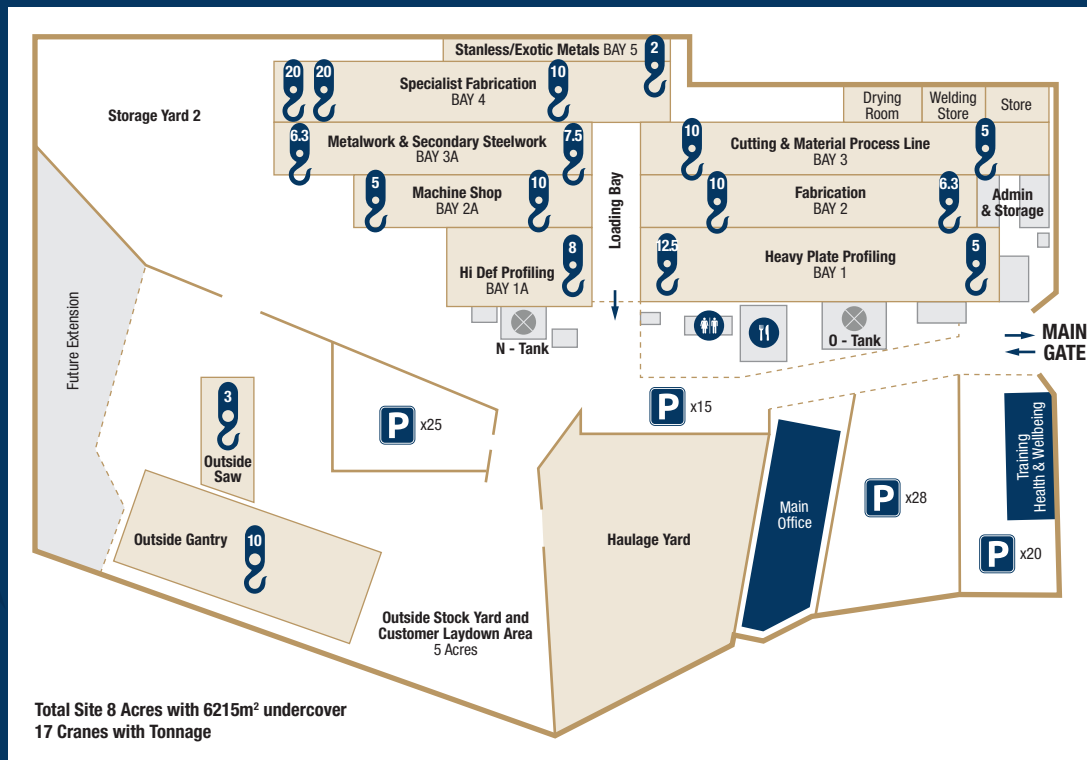 Stanless/Exotic Metals BAY 5
2
20
20
Specialist Fabrication
BAY 4
10
Storage Yard 2
Drying
Room
Welding
Store
Store
6.3
Metalwork & Secondary Steelwork
BAY 3A
7.5
10
Cutting & Material Process Line
BAY 3
5
5
Machine Shop
BAY 2A
10
Loading Bay
10
Fabrication
BAY 2
6.3
Admin
& Storage
Hi Def Profiling
BAY 1A
8
12.5
Heavy Plate Profiling
BAY 1
5
N - Tank
O - Tank
MAIN
GATE
Future Extension
3
Outside
Saw
P x25
P x15
Training
Health & Wellbeing
Outside Gantry
10
Haulage Yard
Main
Office
P x28
P x20
Outside Stock Yard and
Customer Laydown Area
5 Acres
Total Site 8 Acres with 6215m² undercover
17 Cranes with Tonnage